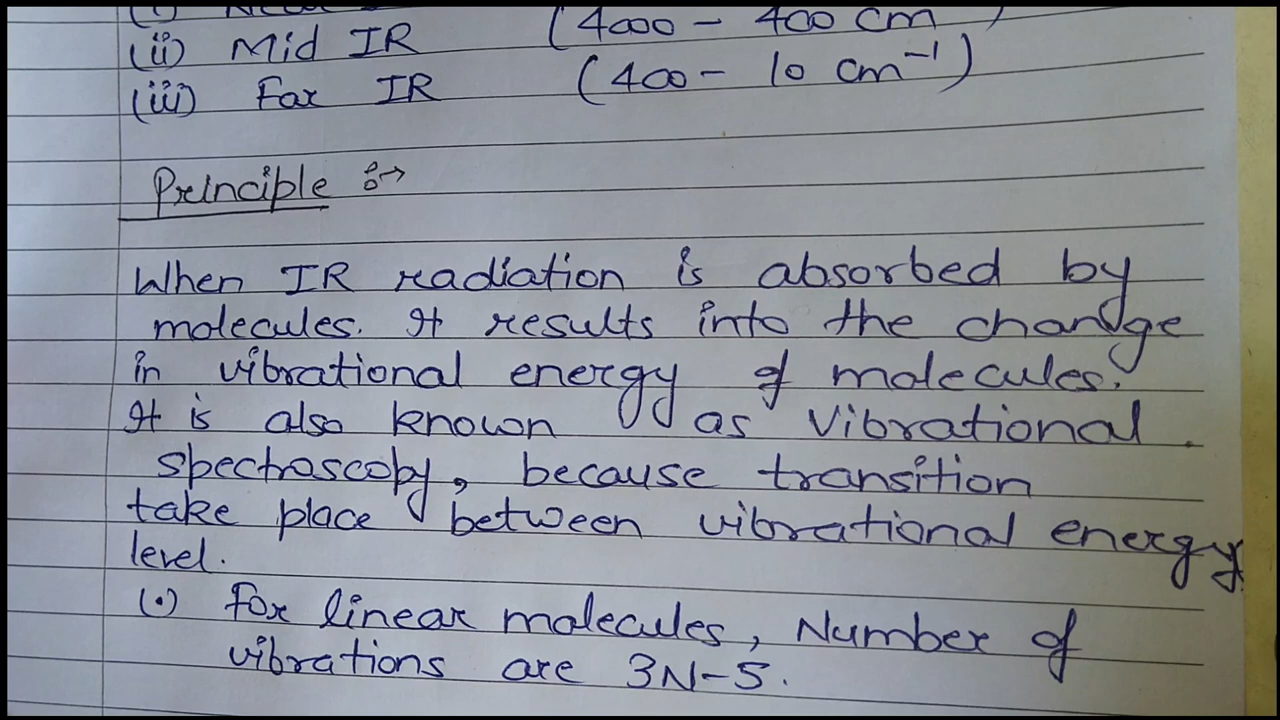 (ii) Mid IR (4000 - 400 cm
(iii) Far IR (400 - 10 cm⁻¹)
Principle :→
When IR radiation is absorbed by
molecules. It results into the change
in vibrational energy of molecules.
It is also known as Vibrational
spectroscopy, because transition
take place between vibrational energy
level.
(•) For linear molecules, Number of
vibrations are 3N-5.